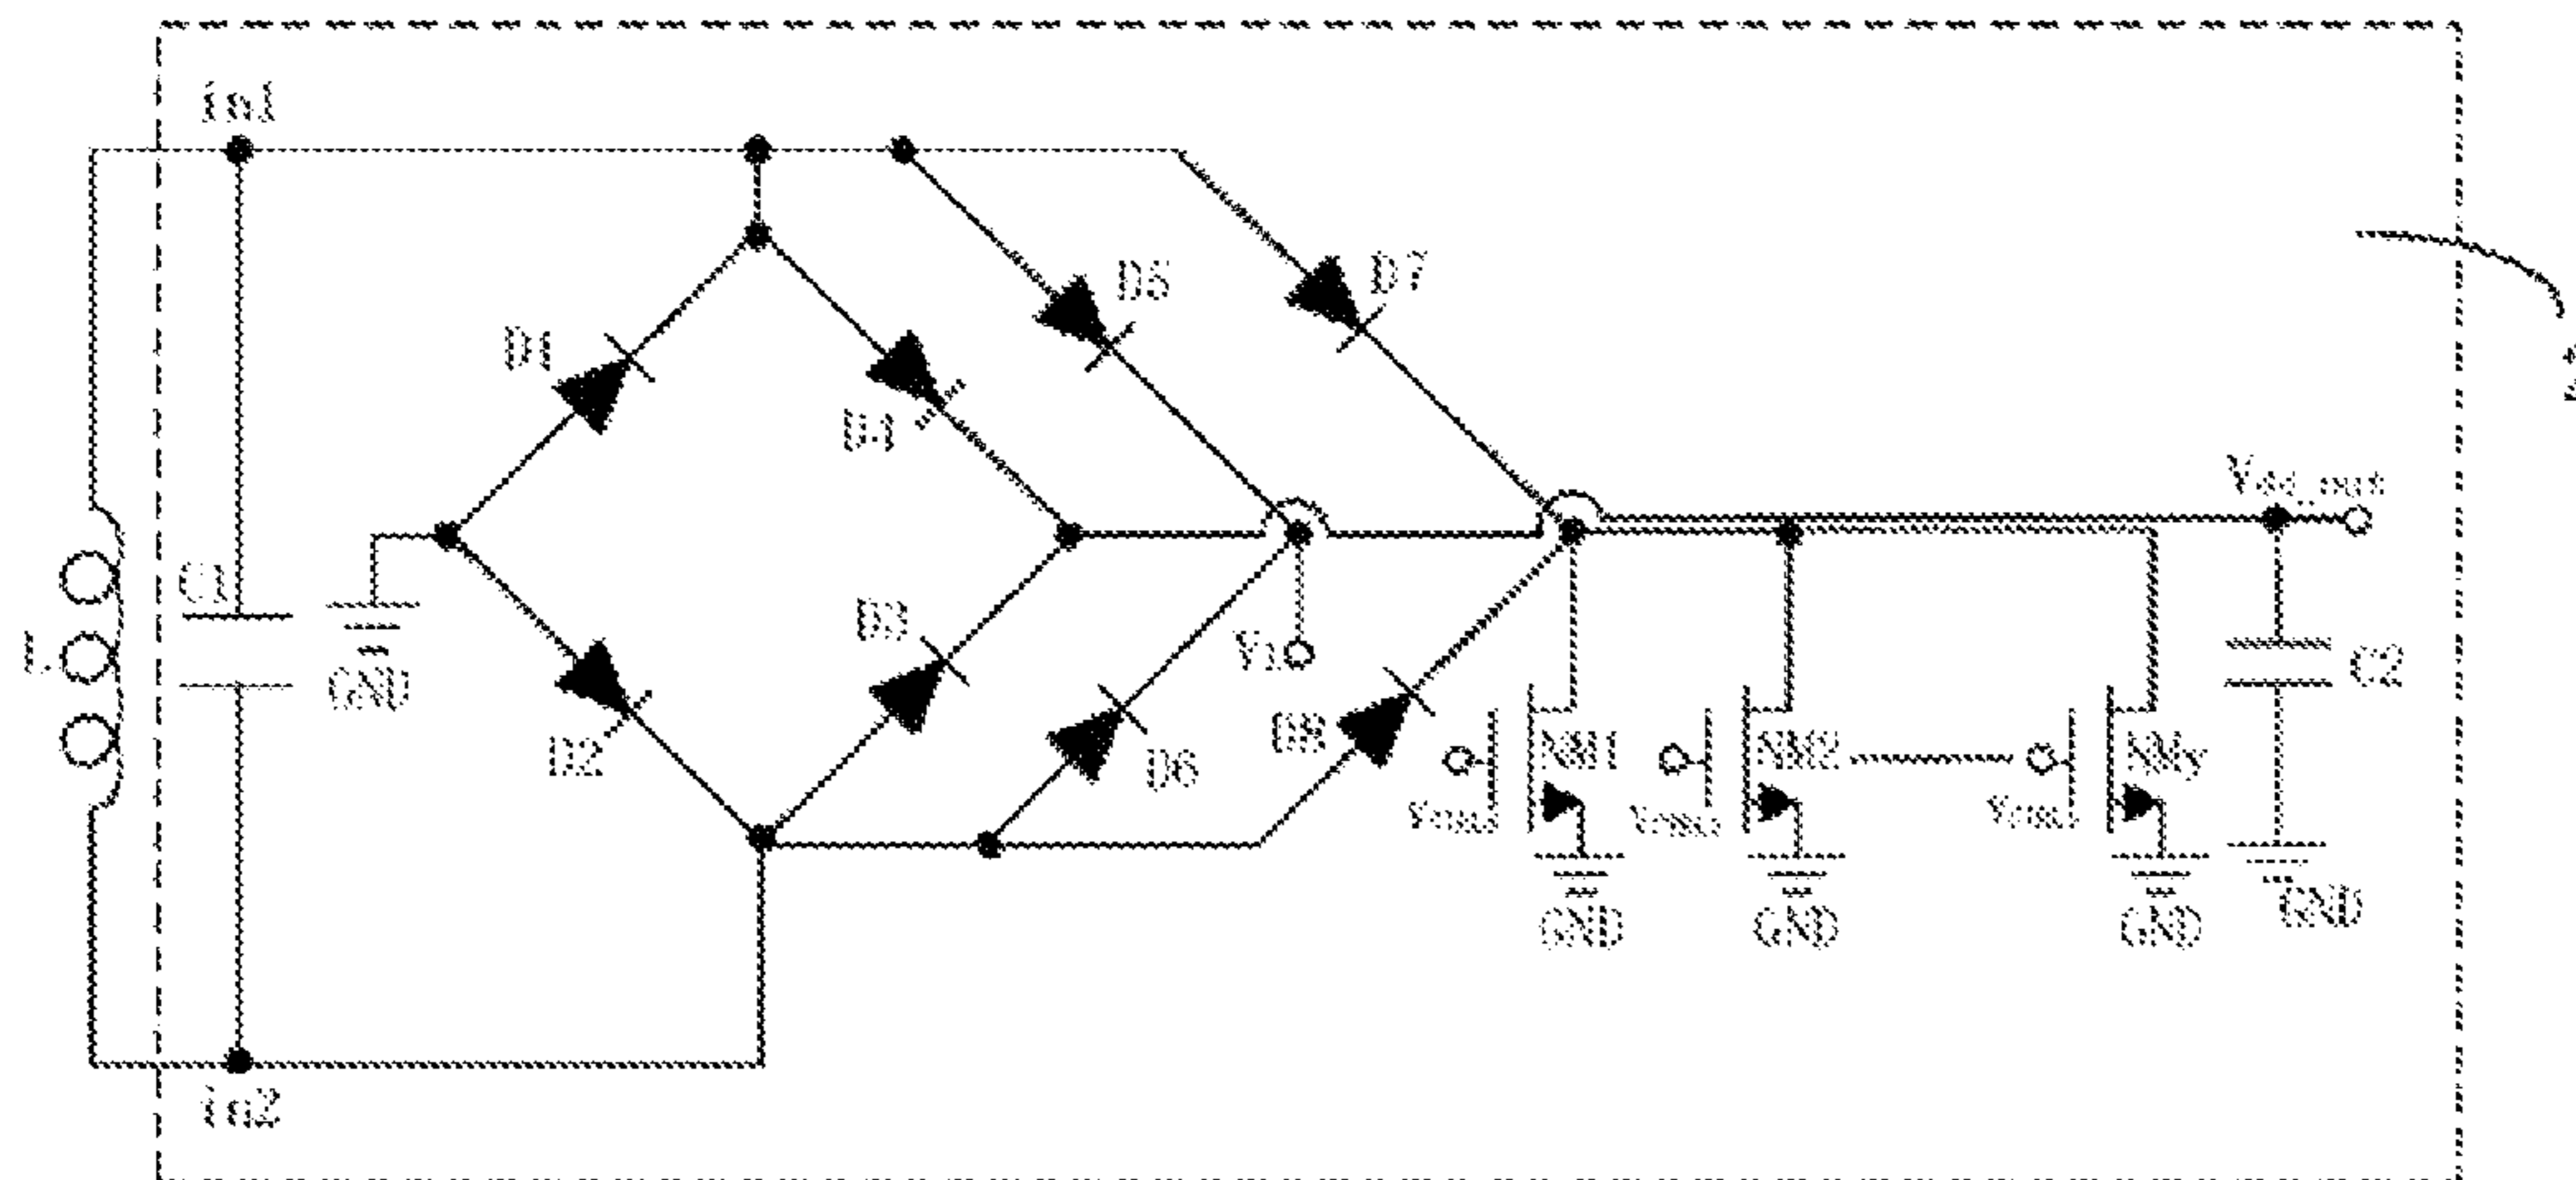 in1
D7
D5
D1
D4
Vdd_out
C1
D3
L
V1
GND
C2
D8
D2
D6
NM1
NM2
NMy
GND
GND
GND
GND
in2